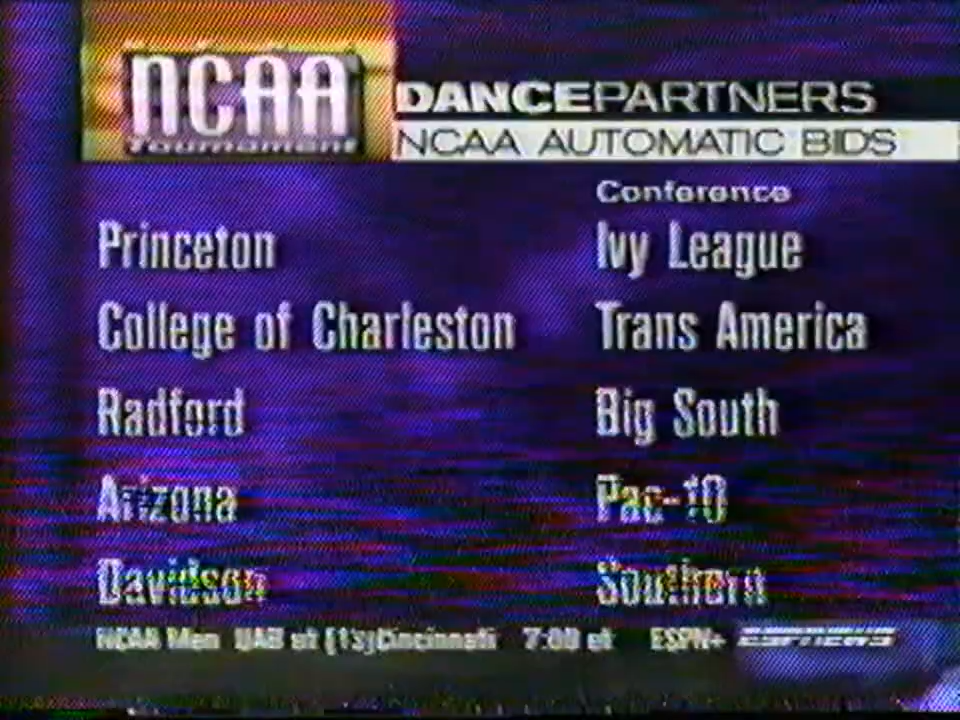 NCAA
Tournament
DANCEPARTNERS
NCAA AUTOMATIC BIDS
Conference
Princeton Ivy League
College of Charleston Trans America
Radford Big South
Arizona Pac-10
Davidson Southern
NCAA Men UAB at (13)Cincinnati 7:00 et ESPN+ ESPNEWS